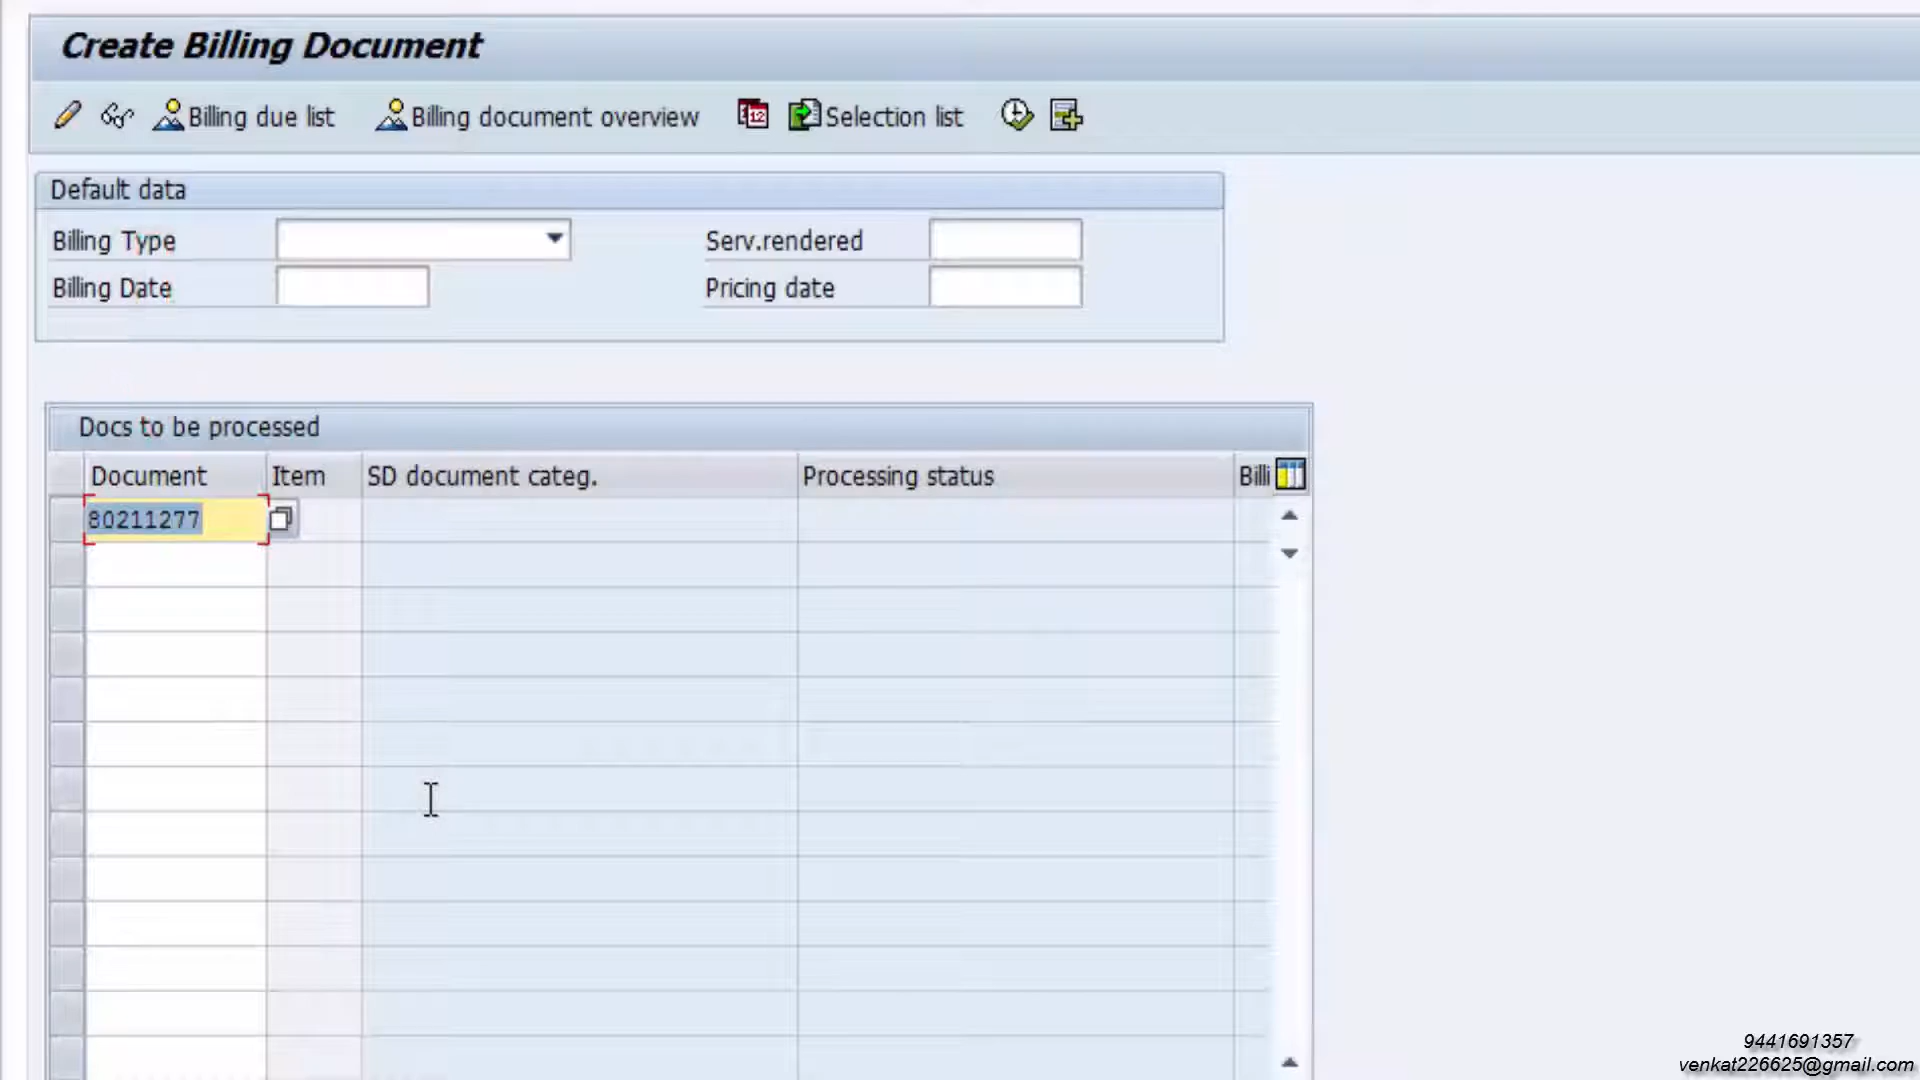 Create Billing Document
Billing due list Billing document overview 12 Selection list
Default data
Billing Type Serv.rendered
Billing Date Pricing date
Docs to be processed
Document Item SD document categ. Processing status Billi
80211277
9441691357
venkat226625@gmail.com